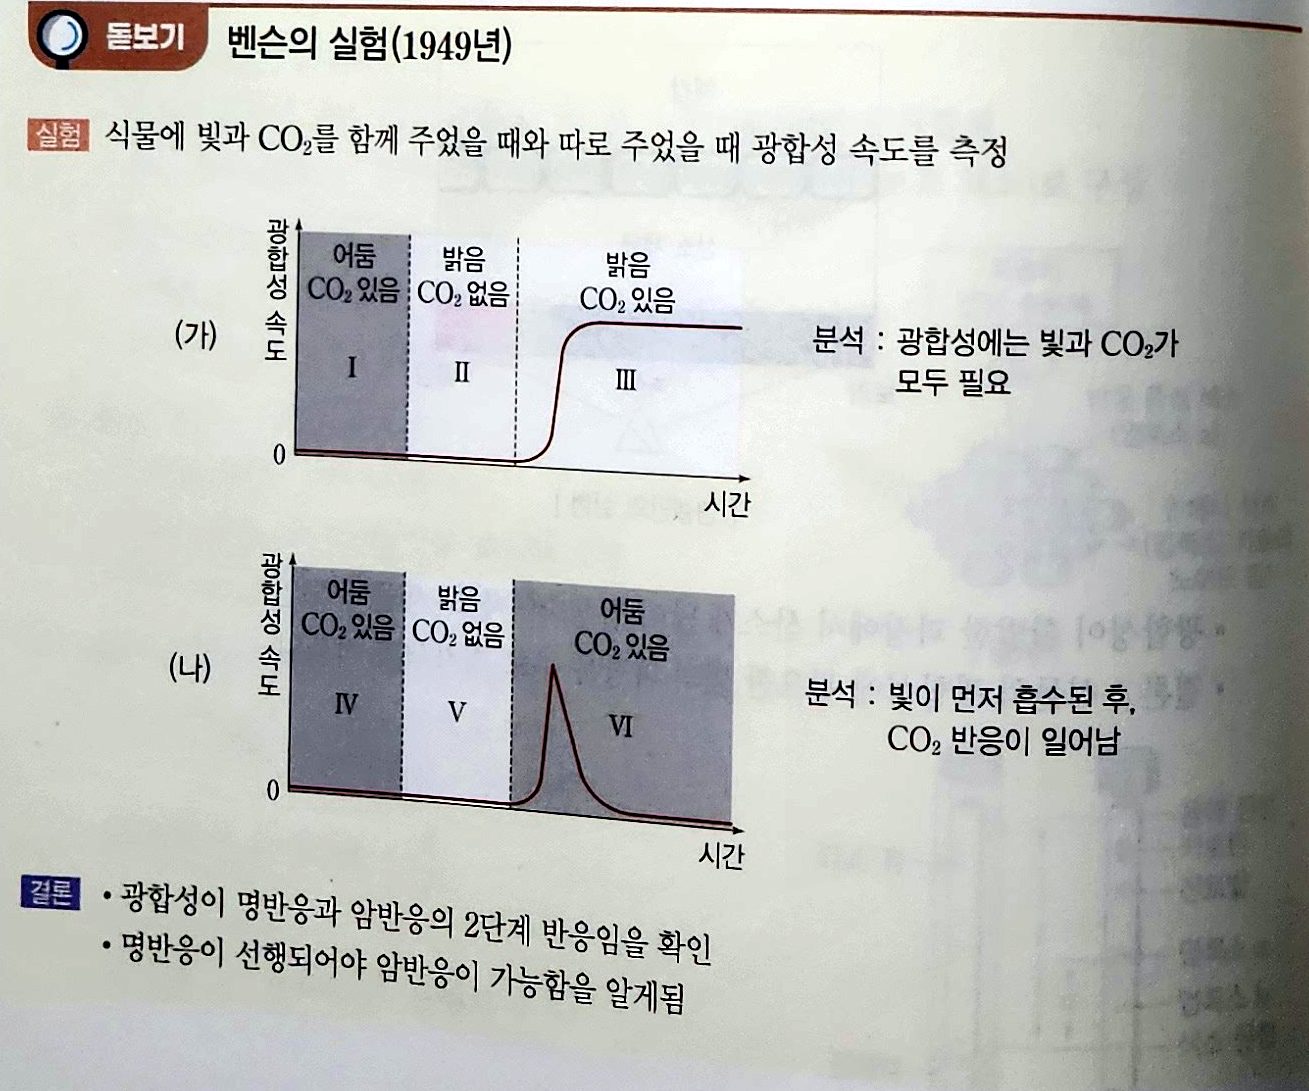 돋보기 벤슨의 실험(1949년)
실험 식물에 빛과 CO₂를 함께 주었을 때와 따로 주었을 때 광합성 속도를 측정
(가)
광합성 속도
어둠
CO₂ 있음
I
밝음
CO₂ 없음
II
밝음
CO₂ 있음
III
0
시간
분석 : 광합성에는 빛과 CO₂가
모두 필요
(나)
광합성 속도
어둠
CO₂ 있음
IV
밝음
CO₂ 없음
V
어둠
CO₂ 있음
VI
0
시간
분석 : 빛이 먼저 흡수된 후,
CO₂ 반응이 일어남
결론 • 광합성이 명반응과 암반응의 2단계 반응임을 확인
• 명반응이 선행되어야 암반응이 가능함을 알게됨